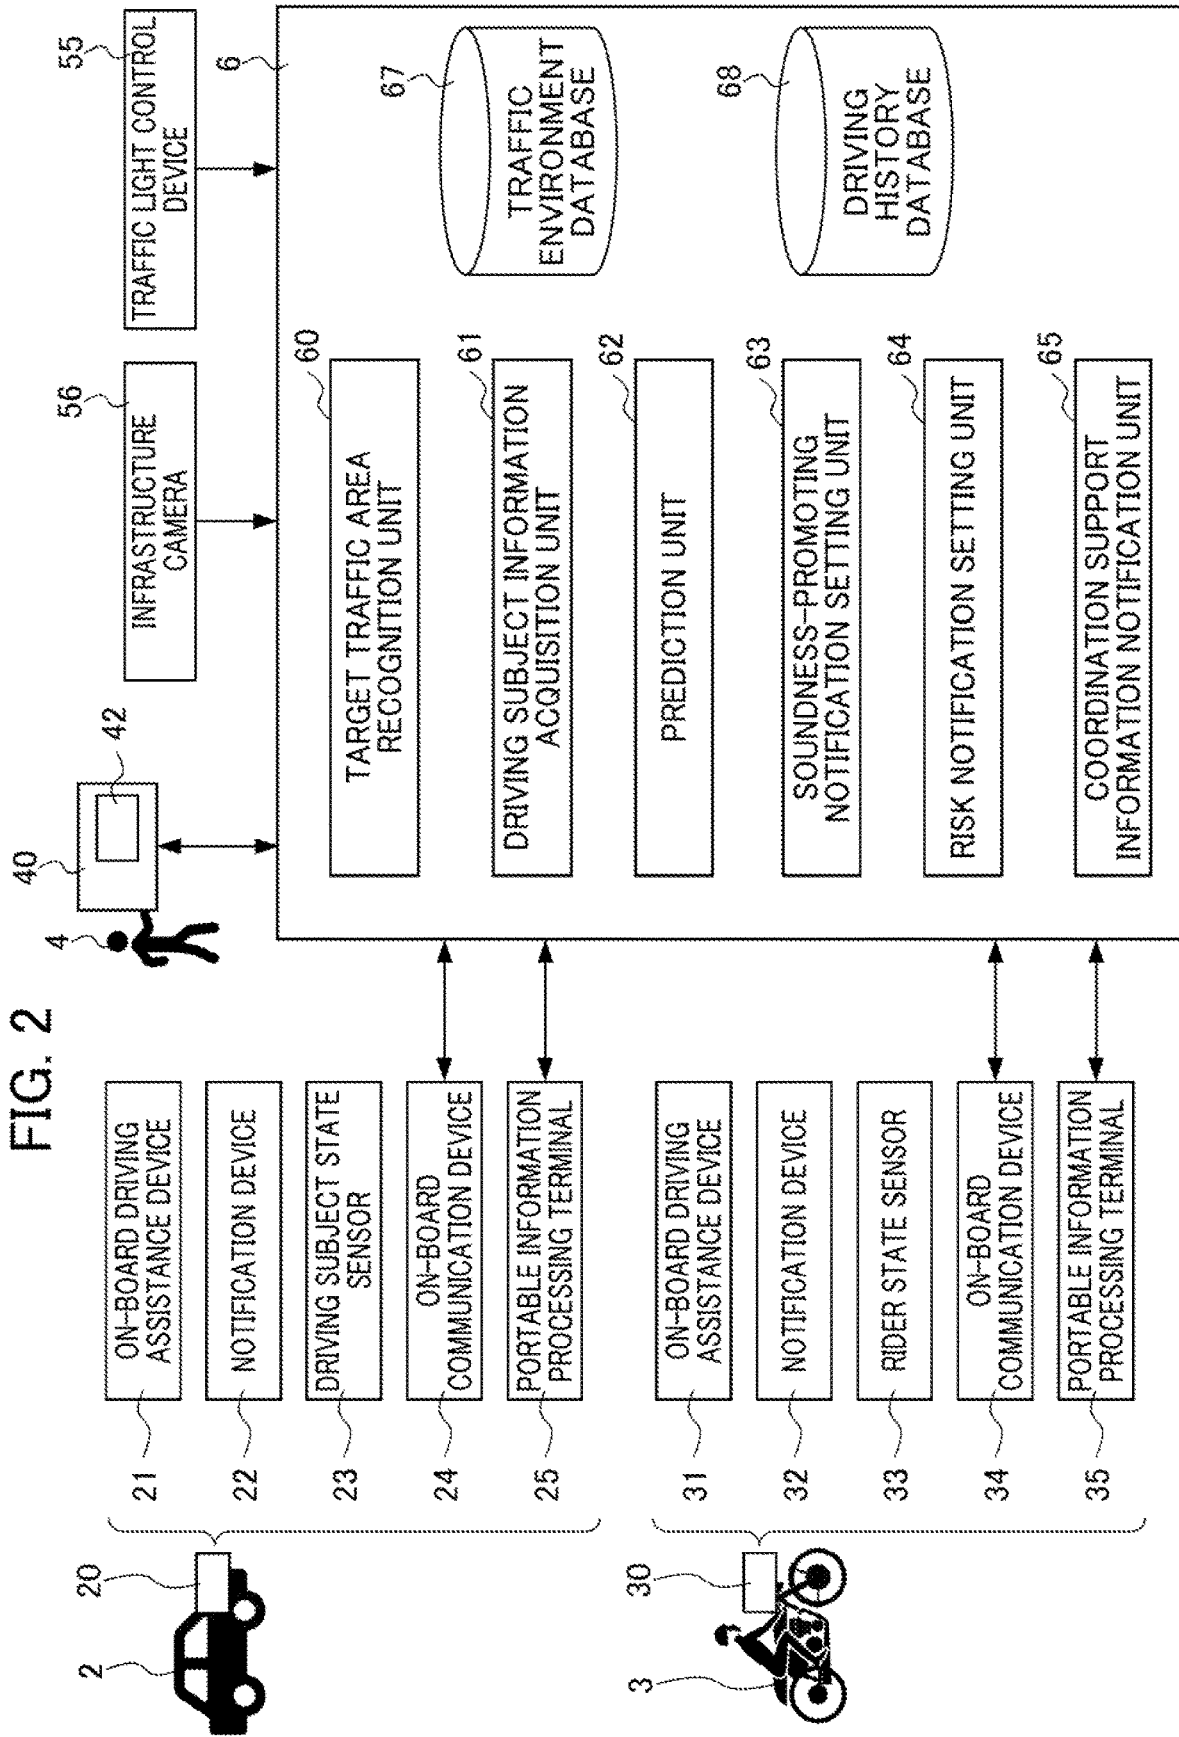 FIG. 2
2
20
21
ON-BOARD DRIVING
ASSISTANCE DEVICE
22
NOTIFICATION DEVICE
23
DRIVING SUBJECT STATE
SENSOR
24
ON-BOARD
COMMUNICATION DEVICE
25
PORTABLE INFORMATION
PROCESSING TERMINAL
3
30
31
ON-BOARD DRIVING
ASSISTANCE DEVICE
32
NOTIFICATION DEVICE
33
RIDER STATE SENSOR
34
ON-BOARD
COMMUNICATION DEVICE
35
PORTABLE INFORMATION
PROCESSING TERMINAL
4
40
42
56
INFRASTRUCTURE
CAMERA
55
TRAFFIC LIGHT CONTROL
DEVICE
6
60
TARGET TRAFFIC AREA
RECOGNITION UNIT
61
DRIVING SUBJECT INFORMATION
ACQUISITION UNIT
62
PREDICTION UNIT
63
SOUNDNESS-PROMOTING
NOTIFICATION SETTING UNIT
64
RISK NOTIFICATION SETTING UNIT
65
COORDINATION SUPPORT
INFORMATION NOTIFICATION UNIT
67
TRAFFIC
ENVIRONMENT
DATABASE
68
DRIVING
HISTORY
DATABASE